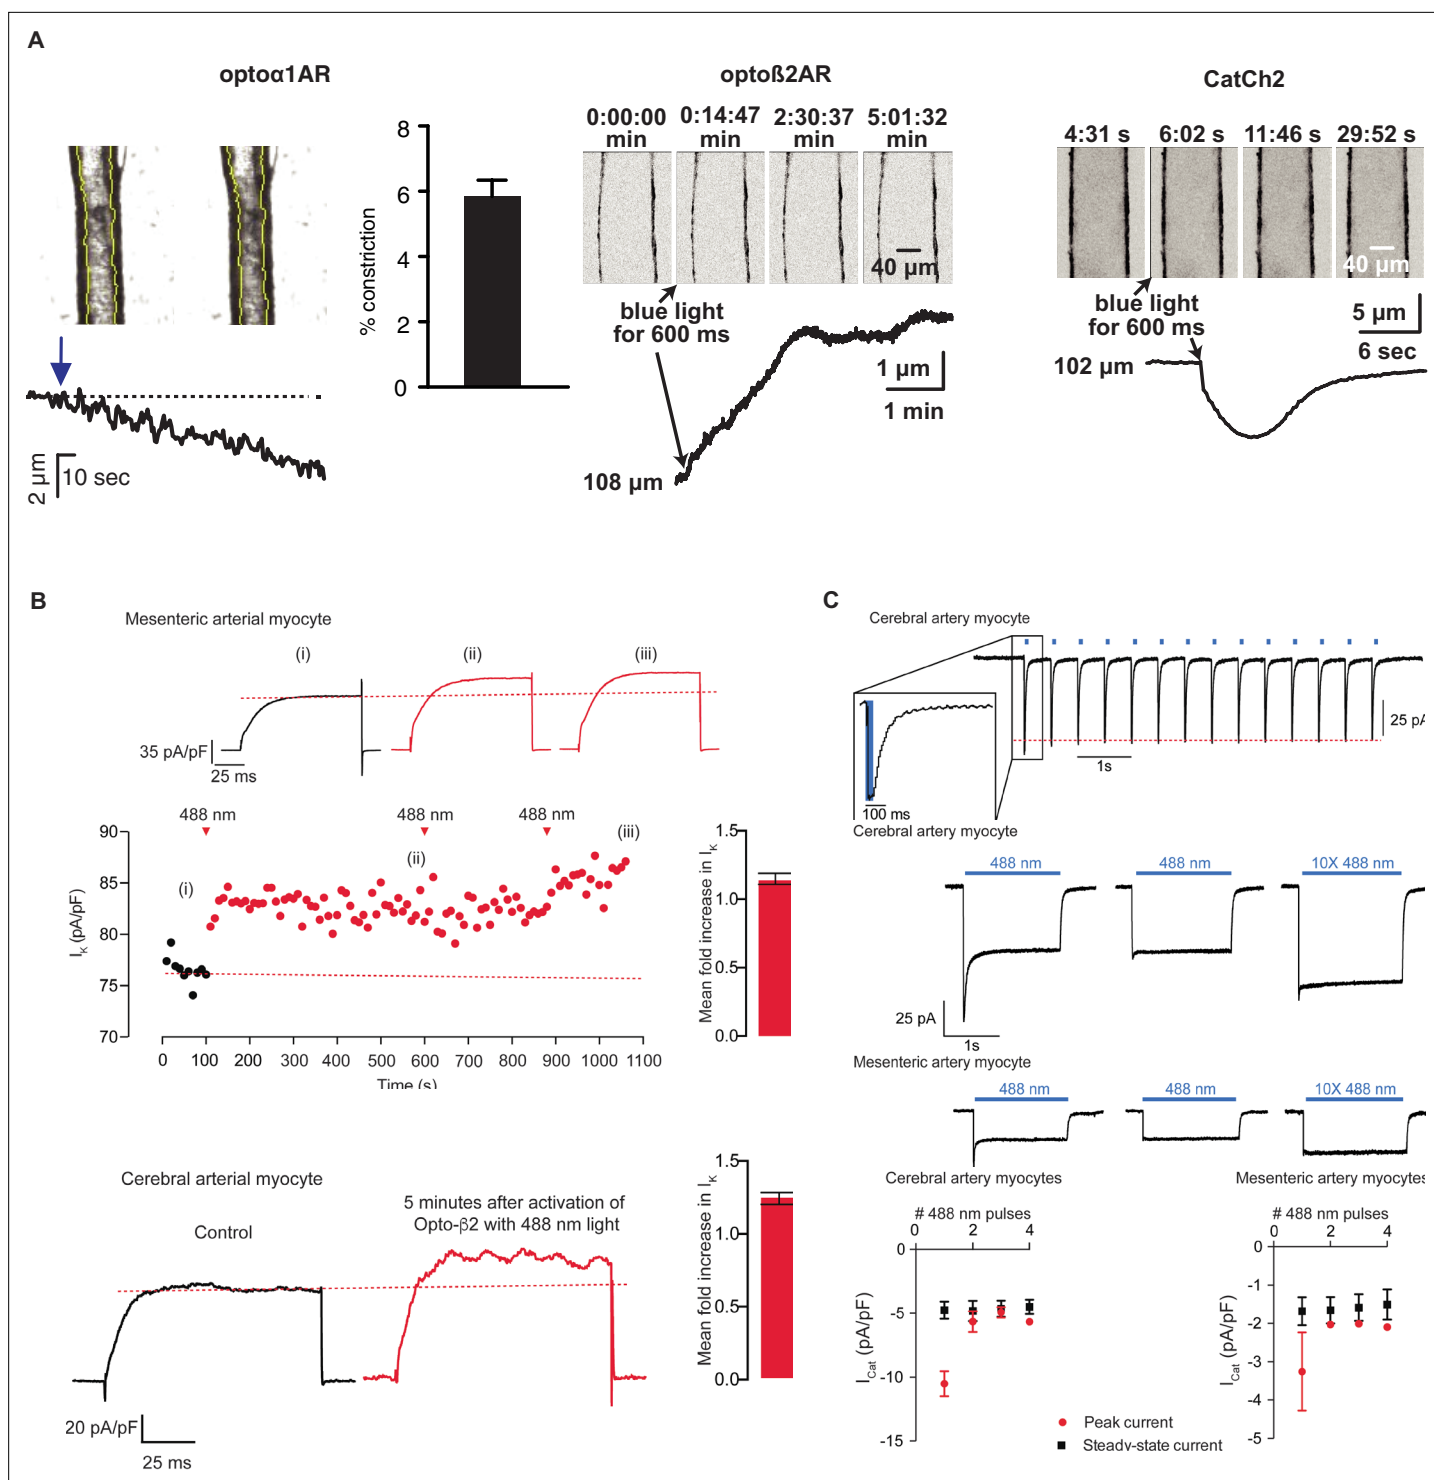 A
optoα1AR
optoß2AR
CatCh2
8
6
4
2
0
% constriction
2 µm
10 sec
0:00:00 min
0:14:47 min
2:30:37 min
5:01:32 min
40 µm
blue light
for 600 ms
108 µm
1 µm
1 min
4:31 s
6:02 s
11:46 s
29:52 s
40 µm
blue light
for 600 ms
102 µm
5 µm
6 sec
B
Mesenteric arterial myocyte
(i)
(ii)
(iii)
35 pA/pF
25 ms
488 nm
488 nm
488 nm
(i)
(ii)
(iii)
90
85
80
75
70
I_K (pA/pF)
0 100 200 300 400 500 600 700 800 900 1000 1100
Time (s)
1.5
1.0
0.5
0.0
Mean fold increase in I_K
Cerebral arterial myocyte
Control
5 minutes after activation of
Opto-β2 with 488 nm light
20 pA/pF
25 ms
1.5
1.0
0.5
0.0
Mean fold increase in I_K
C
Cerebral artery myocyte
25 pA
1s
100 ms
Cerebral artery myocyte
488 nm
488 nm
10X 488 nm
25 pA
1s
Mesenteric artery myocyte
488 nm
488 nm
10X 488 nm
Cerebral artery myocytes
# 488 nm pulses
0 2 4
0
-5
-10
-15
I_Cat (pA/pF)
Mesenteric artery myocytes
# 488 nm pulses
0 2 4
0
-1
-2
-3
-4
-5
I_Cat (pA/pF)
Peak current
Steady-state current